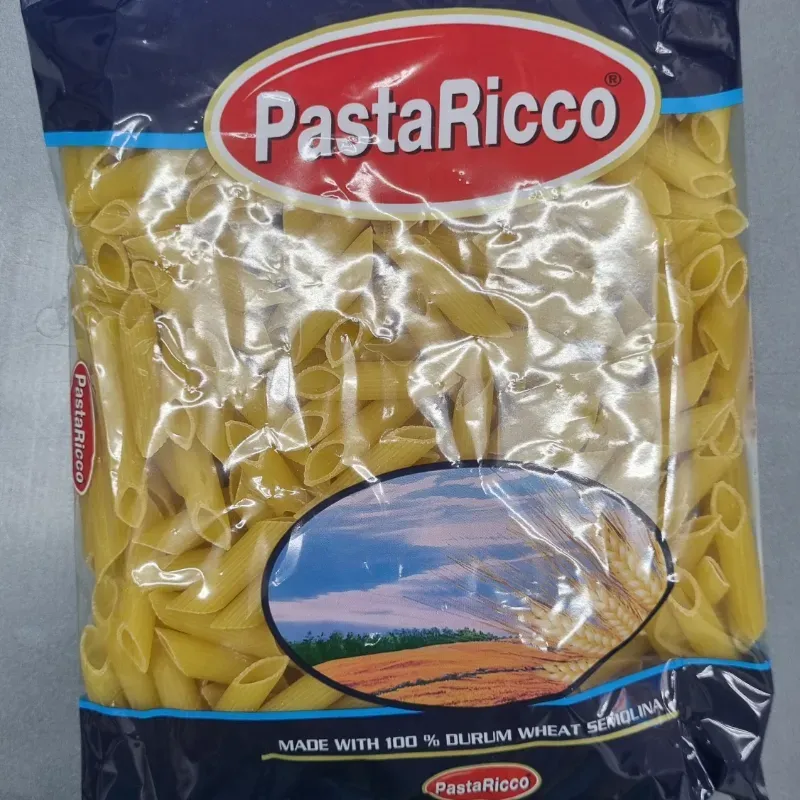 PastaRicco®
PastaRicco
MADE WITH 100 % DURUM WHEAT SEMOLINA
PastaRicco